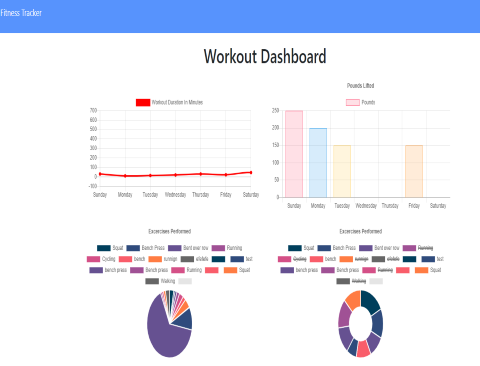 Fitness Tracker
Workout Dashboard
Workout Duration In Minutes
700
600
500
400
300
200
100
0
-100
Sunday Monday Tuesday Wednesday Thursday Friday Saturday
Pounds Lifted
Pounds
250
200
150
100
50
0
Sunday Monday Tuesday Wednesday Thursday Friday Saturday
Excercises Performed
Squat Bench Press Bent over row Running
Cycling bench runnign test
bench press Bench press Running Squat
Walking
Excercises Performed
Squat Bench Press Bent over row Running
Cycling bench runnign test
bench press Bench press Running Squat
Walking